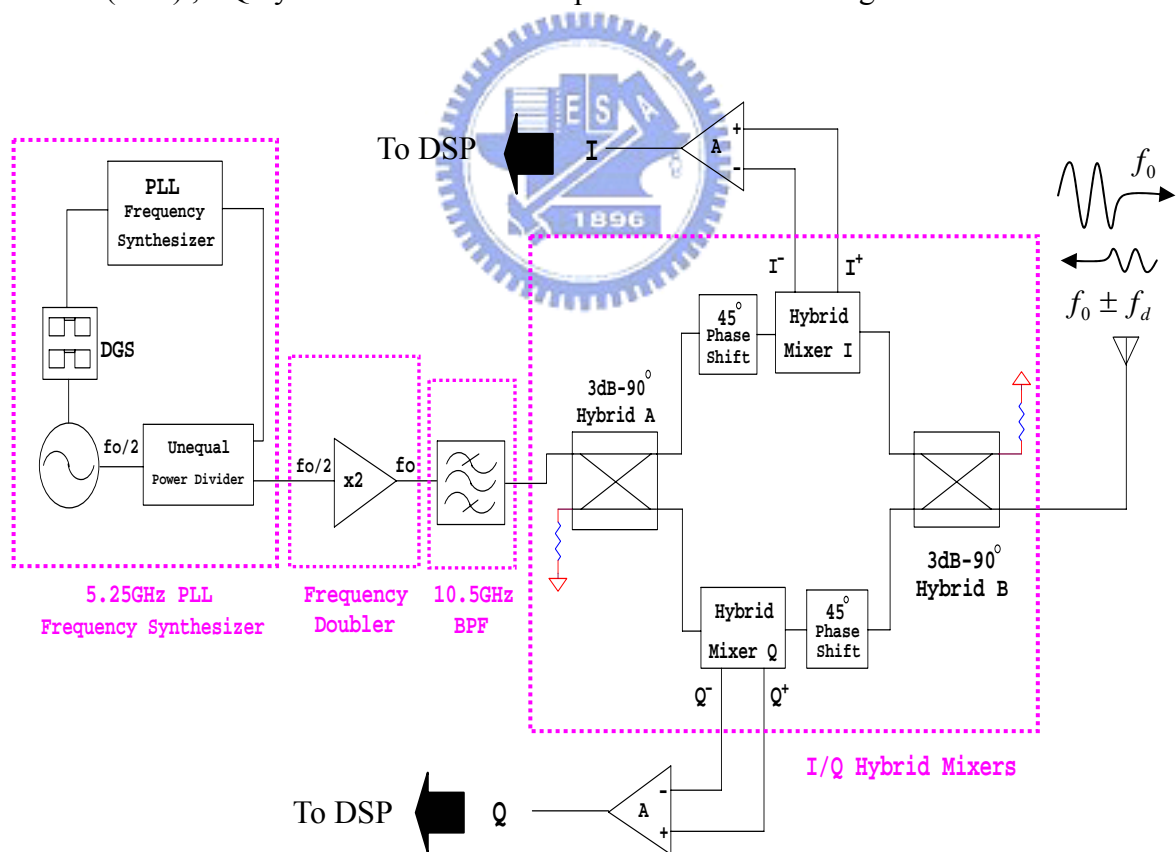 To DSP
I
A
+
-
E S A
1896
PLL
Frequency
Synthesizer
DGS
fo/2
Unequal
Power Divider
fo/2
x2
fo
5.25GHz PLL
Frequency Synthesizer
Frequency
Doubler
10.5GHz
BPF
3dB-90°
Hybrid A
45°
Phase
Shift
I⁻
I⁺
Hybrid
Mixer I
f₀
f₀ ± f_d
3dB-90°
Hybrid B
Hybrid
Mixer Q
45°
Phase
Shift
Q⁻
Q⁺
I/Q Hybrid Mixers
To DSP
Q
A
-
+